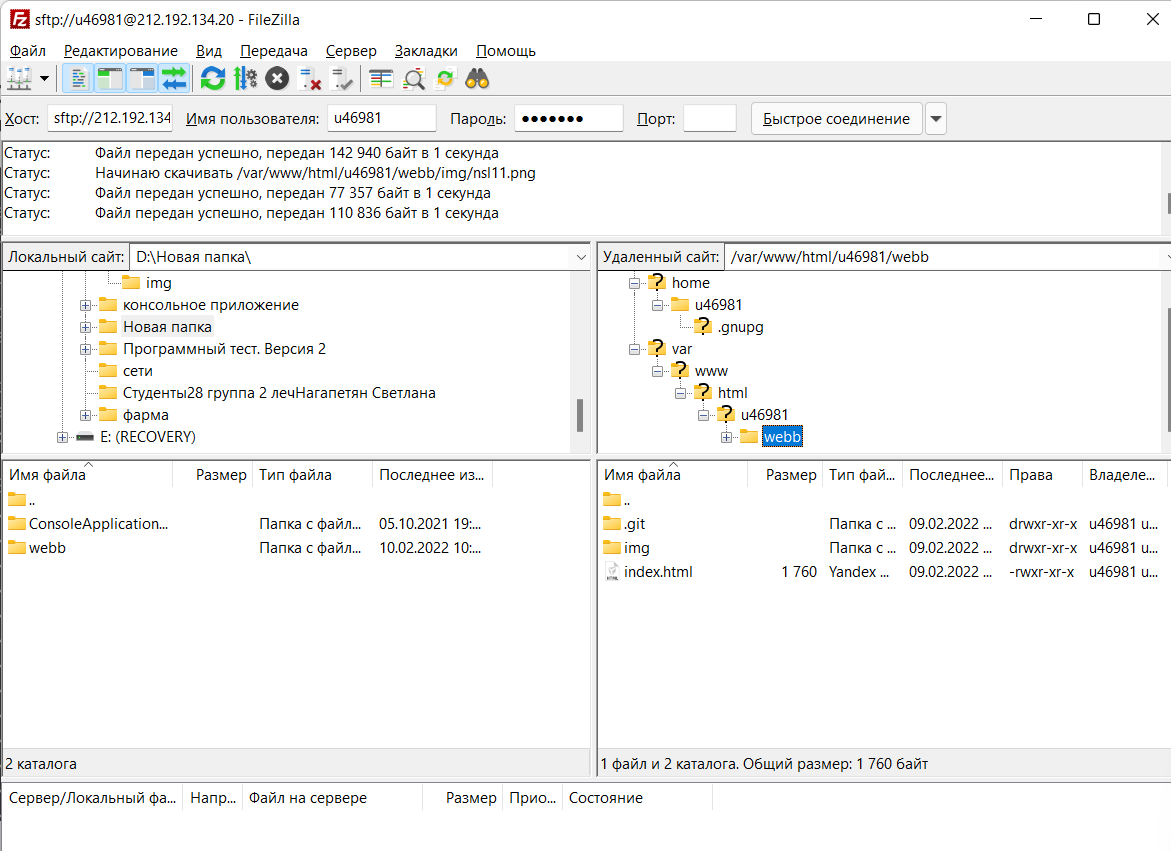 sftp://u46981@212.192.134.20 - FileZilla
Файл Редактирование Вид Передача Сервер Закладки Помощь
Хост: sftp://212.192.134 Имя пользователя: u46981 Пароль: ●●●●●●● Порт: Быстрое соединение
Статус: Файл передан успешно, передан 142 940 байт в 1 секунда
Статус: Начинаю скачивать /var/www/html/u46981/webb/img/nsl11.png
Статус: Файл передан успешно, передан 77 357 байт в 1 секунда
Статус: Файл передан успешно, передан 110 836 байт в 1 секунда
Локальный сайт: D:\Новая папка\
img
консольное приложение
Новая папка
Программный тест. Версия 2
сети
Студенты28 группа 2 лечНагапетян Светлана
фарма
E: (RECOVERY)
Удаленный сайт: /var/www/html/u46981/webb
home
u46981
.gnupg
var
www
html
u46981
webb
Имя файла Размер Тип файла Последнее из...
..
ConsoleApplication... Папка с файл... 05.10.2021 19:...
webb Папка с файл... 10.02.2022 10:...
2 каталога
Имя файла Размер Тип фай... Последнее... Права Владеле...
..
.git Папка с ... 09.02.2022 ... drwxr-xr-x u46981 u...
img Папка с ... 09.02.2022 ... drwxr-xr-x u46981 u...
index.html 1 760 Yandex ... 09.02.2022 ... -rwxr-xr-x u46981 u...
1 файл и 2 каталога. Общий размер: 1 760 байт
Сервер/Локальный фа... Напр... Файл на сервере Размер Прио... Состояние